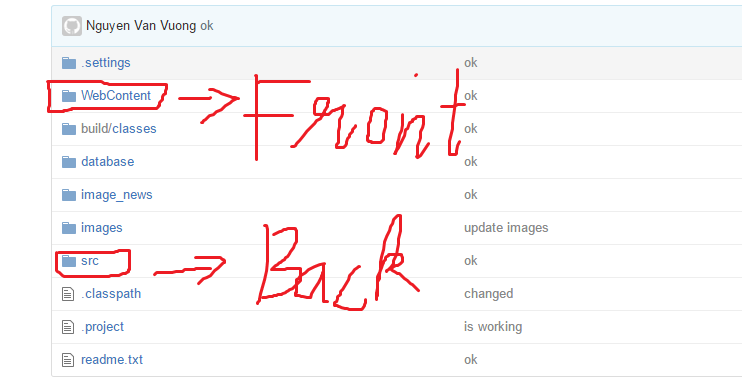 Nguyen Van Vuong ok
.settings ok
WebContent Front ok
build/classes ok
database ok
image_news ok
images update images
src Back ok
.classpath changed
.project is working
readme.txt ok